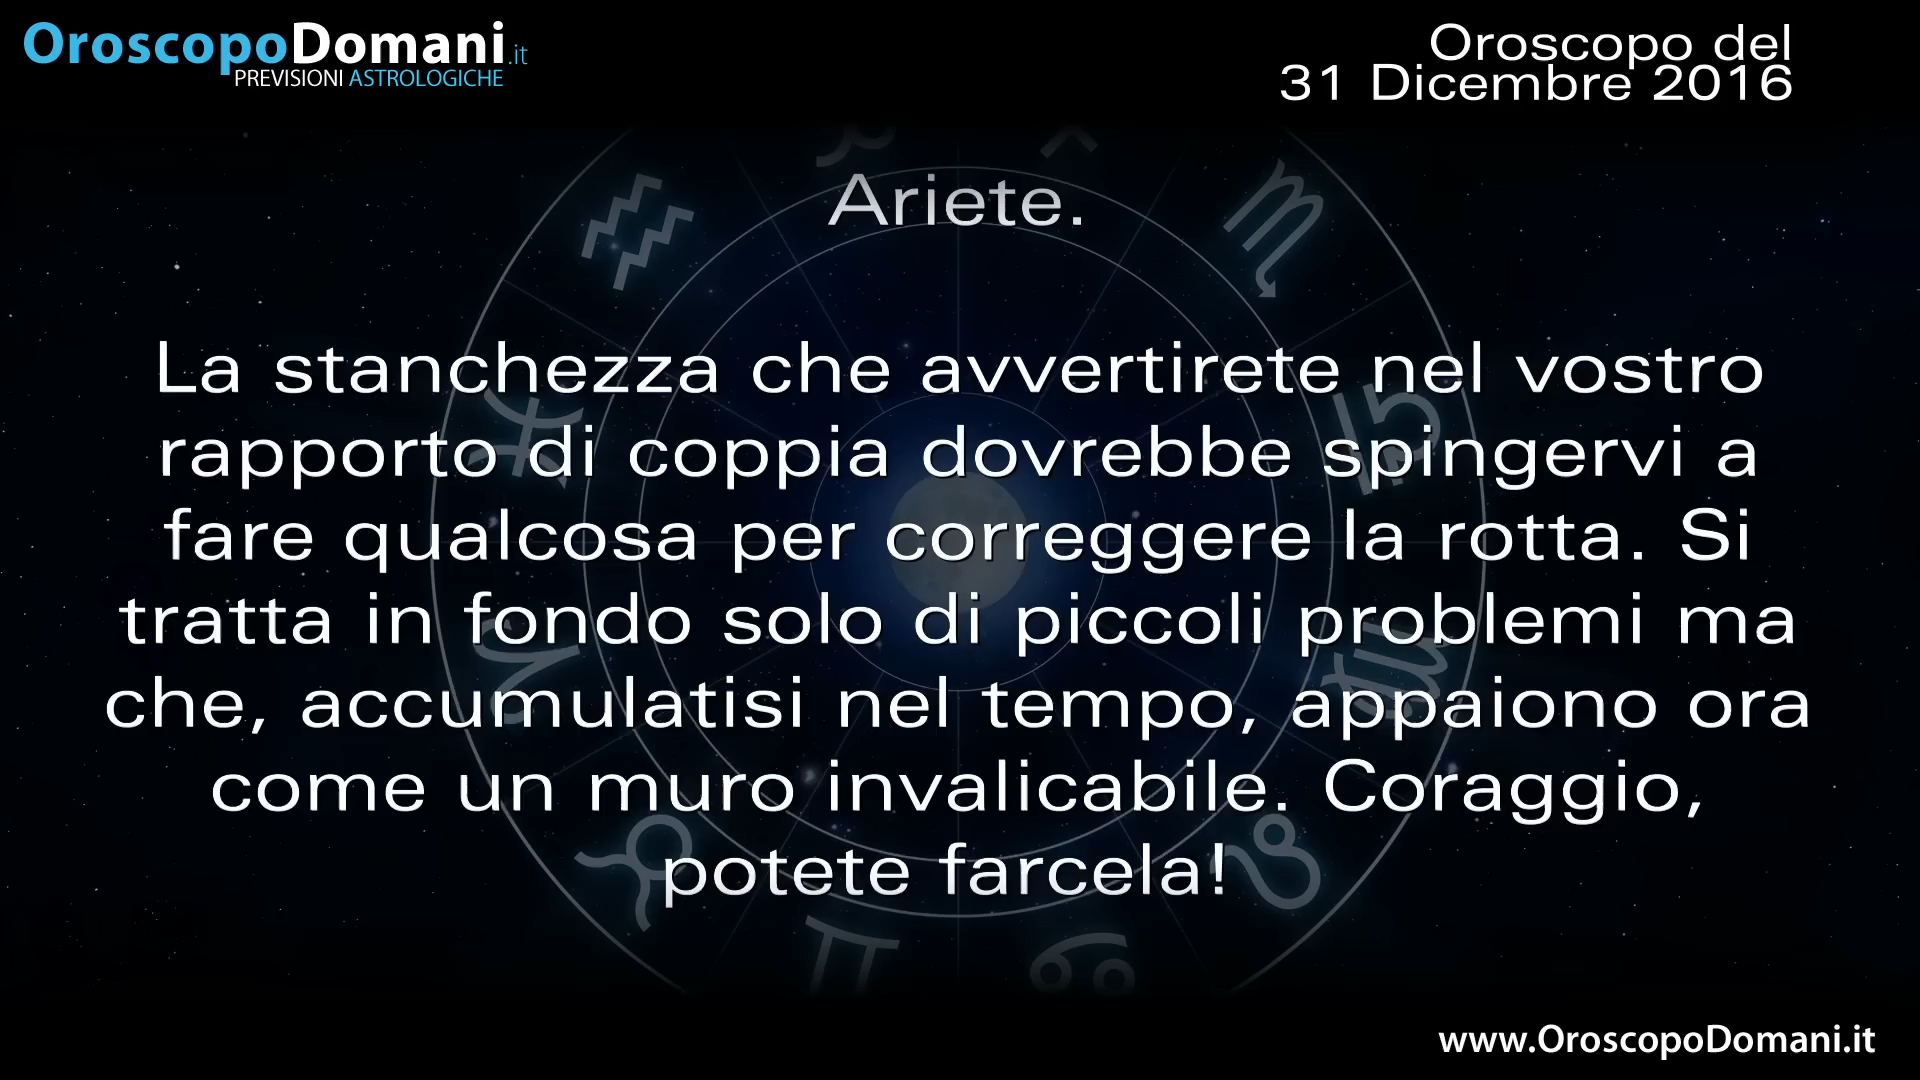 OroscopoDomani.it
PREVISIONI ASTROLOGICHE
Oroscopo del
31 Dicembre 2016
Ariete.
La stanchezza che avvertirete nel vostro
rapporto di coppia dovrebbe spingervi a
fare qualcosa per correggere la rotta. Si
tratta in fondo solo di piccoli problemi ma
che, accumulatisi nel tempo, appaiono ora
come un muro invalicabile. Coraggio,
potete farcela!
www.OroscopoDomani.it